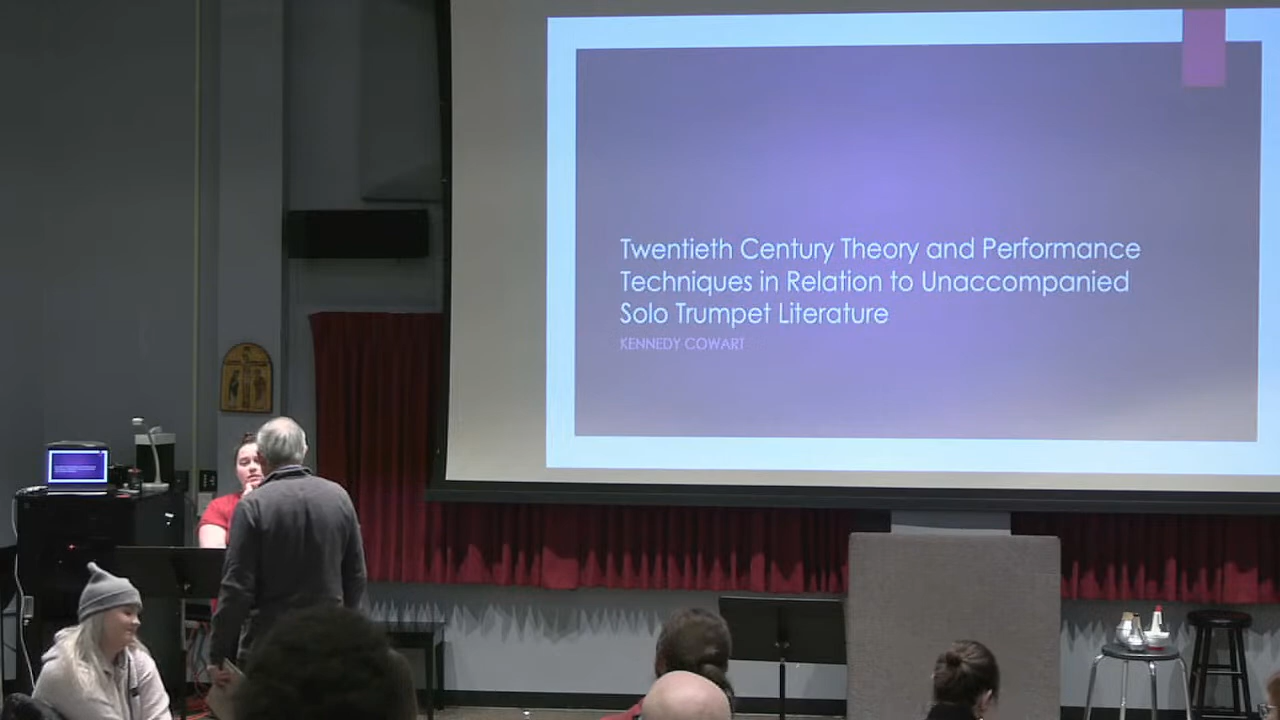 Twentieth Century Theory and Performance
Techniques in Relation to Unaccompanied
Solo Trumpet Literature
KENNEDY COWART